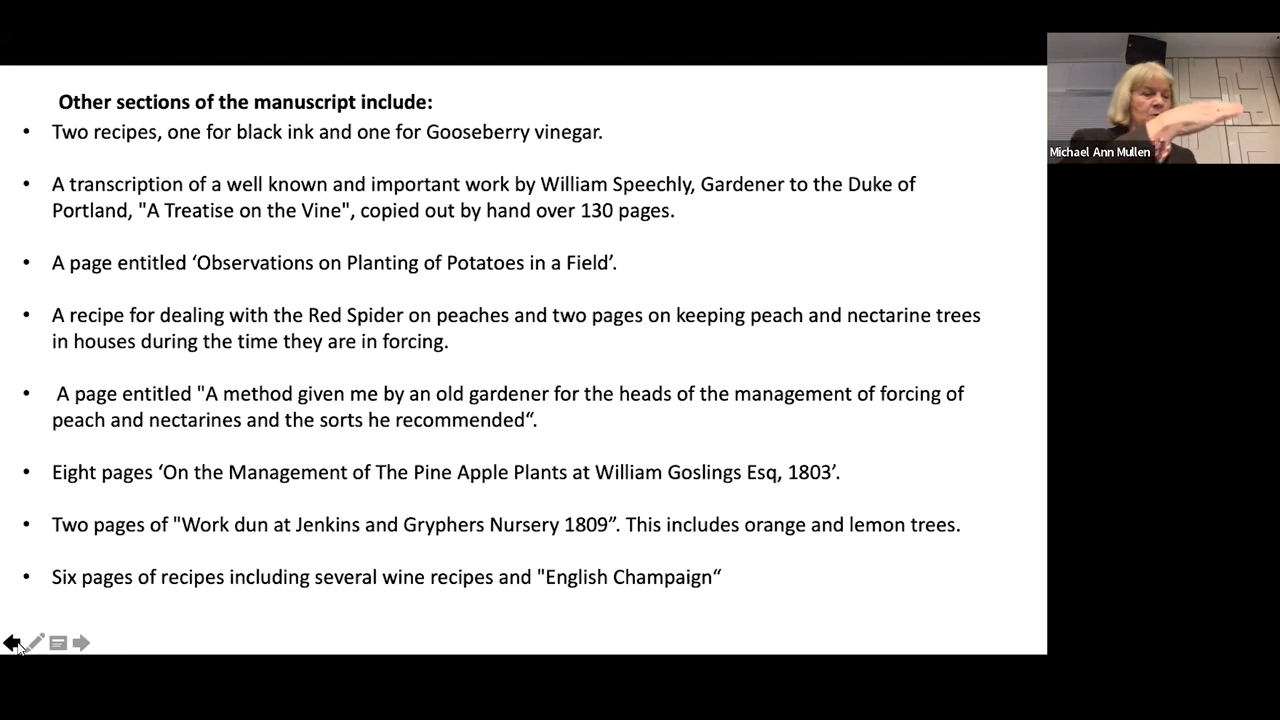 Other sections of the manuscript include:
• Two recipes, one for black ink and one for Gooseberry vinegar.
• A transcription of a well known and important work by William Speechly, Gardener to the Duke of
Portland, "A Treatise on the Vine", copied out by hand over 130 pages.
• A page entitled ‘Observations on Planting of Potatoes in a Field’.
• A recipe for dealing with the Red Spider on peaches and two pages on keeping peach and nectarine trees
in houses during the time they are in forcing.
• A page entitled "A method given me by an old gardener for the heads of the management of forcing of
peach and nectarines and the sorts he recommended“.
• Eight pages ‘On the Management of The Pine Apple Plants at William Goslings Esq, 1803’.
• Two pages of "Work dun at Jenkins and Gryphers Nursery 1809”. This includes orange and lemon trees.
• Six pages of recipes including several wine recipes and "English Champaign“
Michael Ann Mullen